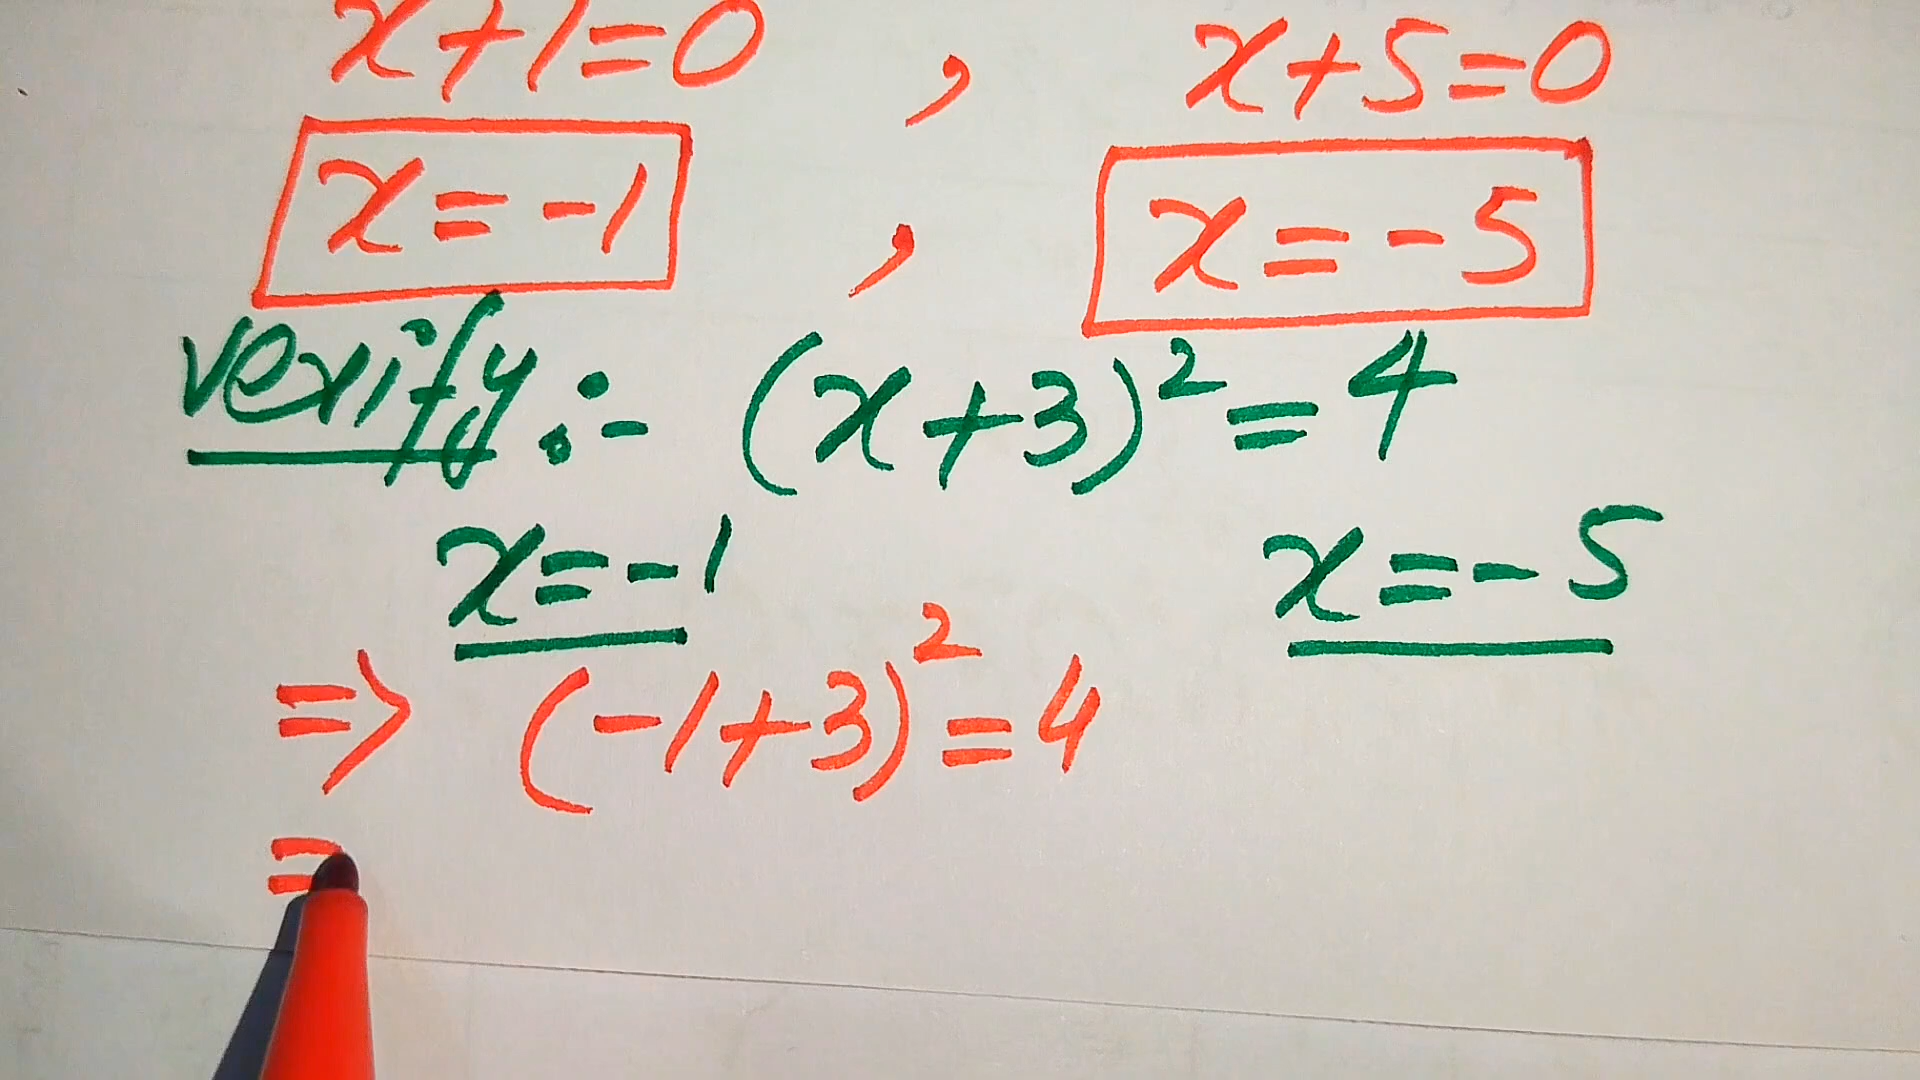 x+1=0 , x+5=0
x=-1 , x=-5
verify :- (x+3)²=4
x=-1 x=-5
=> (-1+3)²=4
=